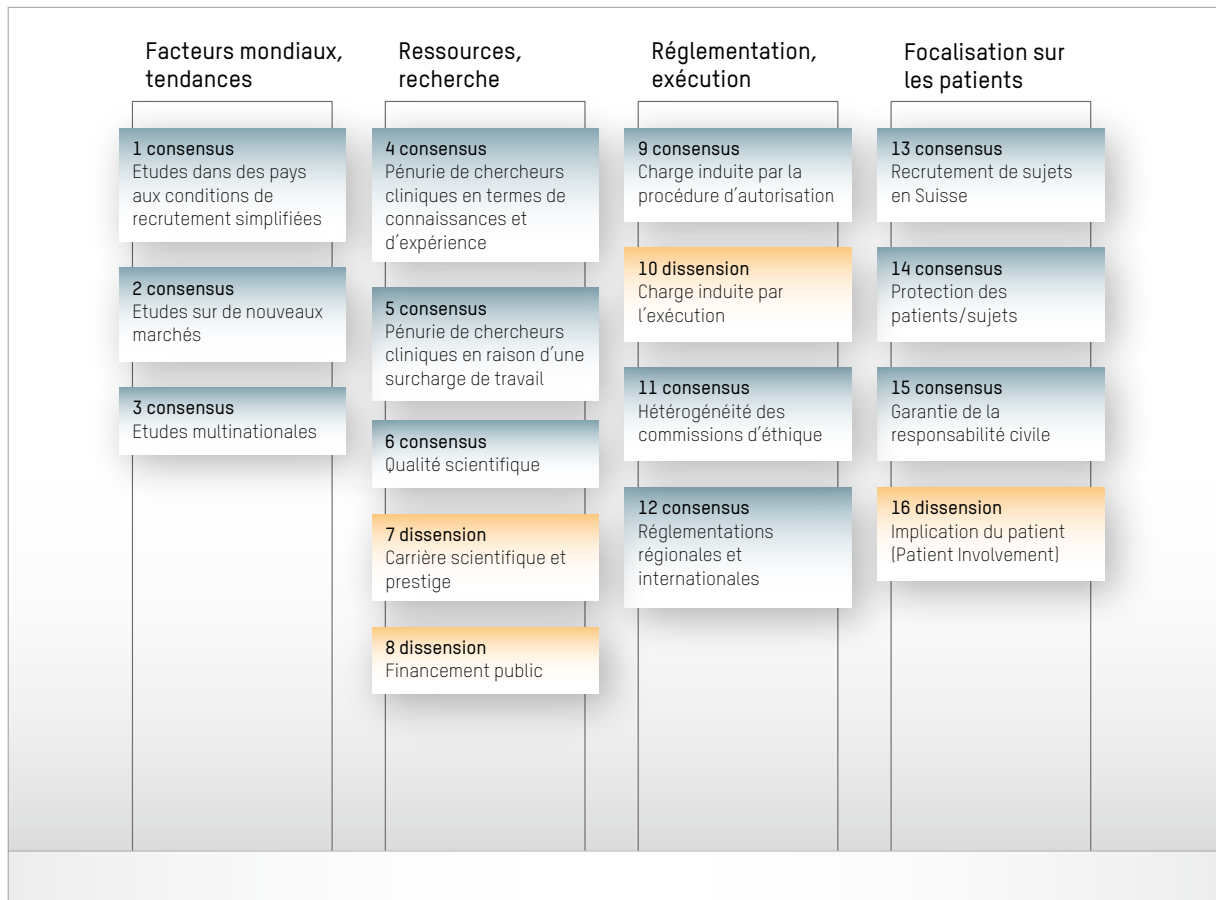 Facteurs mondiaux,
tendances
1 consensus
Etudes dans des pays
aux conditions de
recrutement simplifiées
2 consensus
Etudes sur de nouveaux
marchés
3 consensus
Etudes multinationales
Ressources,
recherche
4 consensus
Pénurie de chercheurs
cliniques en termes de
connaissances et
d'expérience
5 consensus
Pénurie de chercheurs
cliniques en raison d'une
surcharge de travail
6 consensus
Qualité scientifique
7 dissension
Carrière scientifique et
prestige
8 dissension
Financement public
Réglementation,
exécution
9 consensus
Charge induite par la
procédure d'autorisation
10 dissension
Charge induite par
l'exécution
11 consensus
Hétérogénéité des
commissions d'éthique
12 consensus
Réglementations
régionales et
internationales
Focalisation sur
les patients
13 consensus
Recrutement de sujets
en Suisse
14 consensus
Protection des
patients/sujets
15 consensus
Garantie de la
responsabilité civile
16 dissension
Implication du patient
(Patient Involvement)